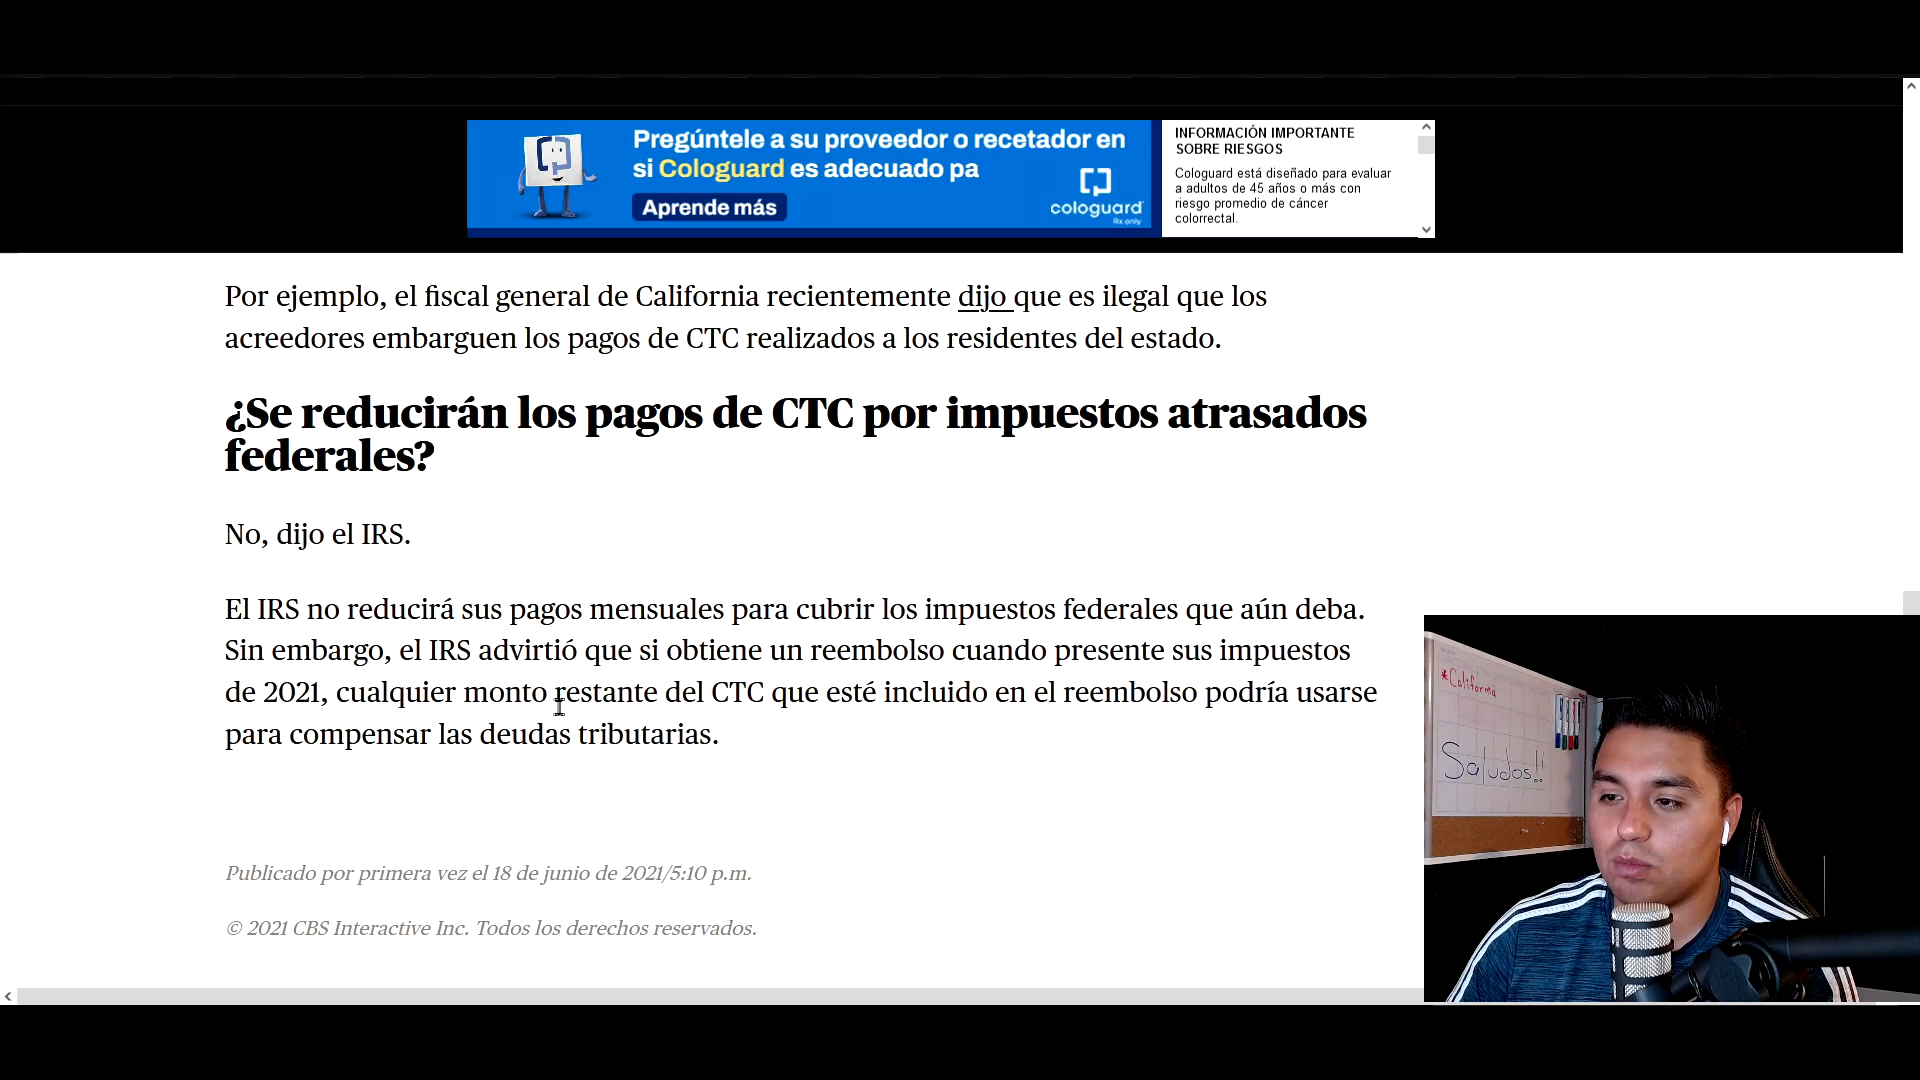 Pregúntele a su proveedor o recetador en
si Cologuard es adecuado pa
Aprende más
cologuard
Rx only
INFORMACIÓN IMPORTANTE
SOBRE RIESGOS
Cologuard está diseñado para evaluar
a adultos de 45 años o más con
riesgo promedio de cáncer
colorrectal.
Por ejemplo, el fiscal general de California recientemente dijo que es ilegal que los
acreedores embarguen los pagos de CTC realizados a los residentes del estado.
¿Se reducirán los pagos de CTC por impuestos atrasados
federales?
No, dijo el IRS.
El IRS no reducirá sus pagos mensuales para cubrir los impuestos federales que aún deba.
Sin embargo, el IRS advirtió que si obtiene un reembolso cuando presente sus impuestos
de 2021, cualquier monto restante del CTC que esté incluido en el reembolso podría usarse
para compensar las deudas tributarias.
Publicado por primera vez el 18 de junio de 2021/5:10 p.m.
© 2021 CBS Interactive Inc. Todos los derechos reservados.
*California
Saludos!!